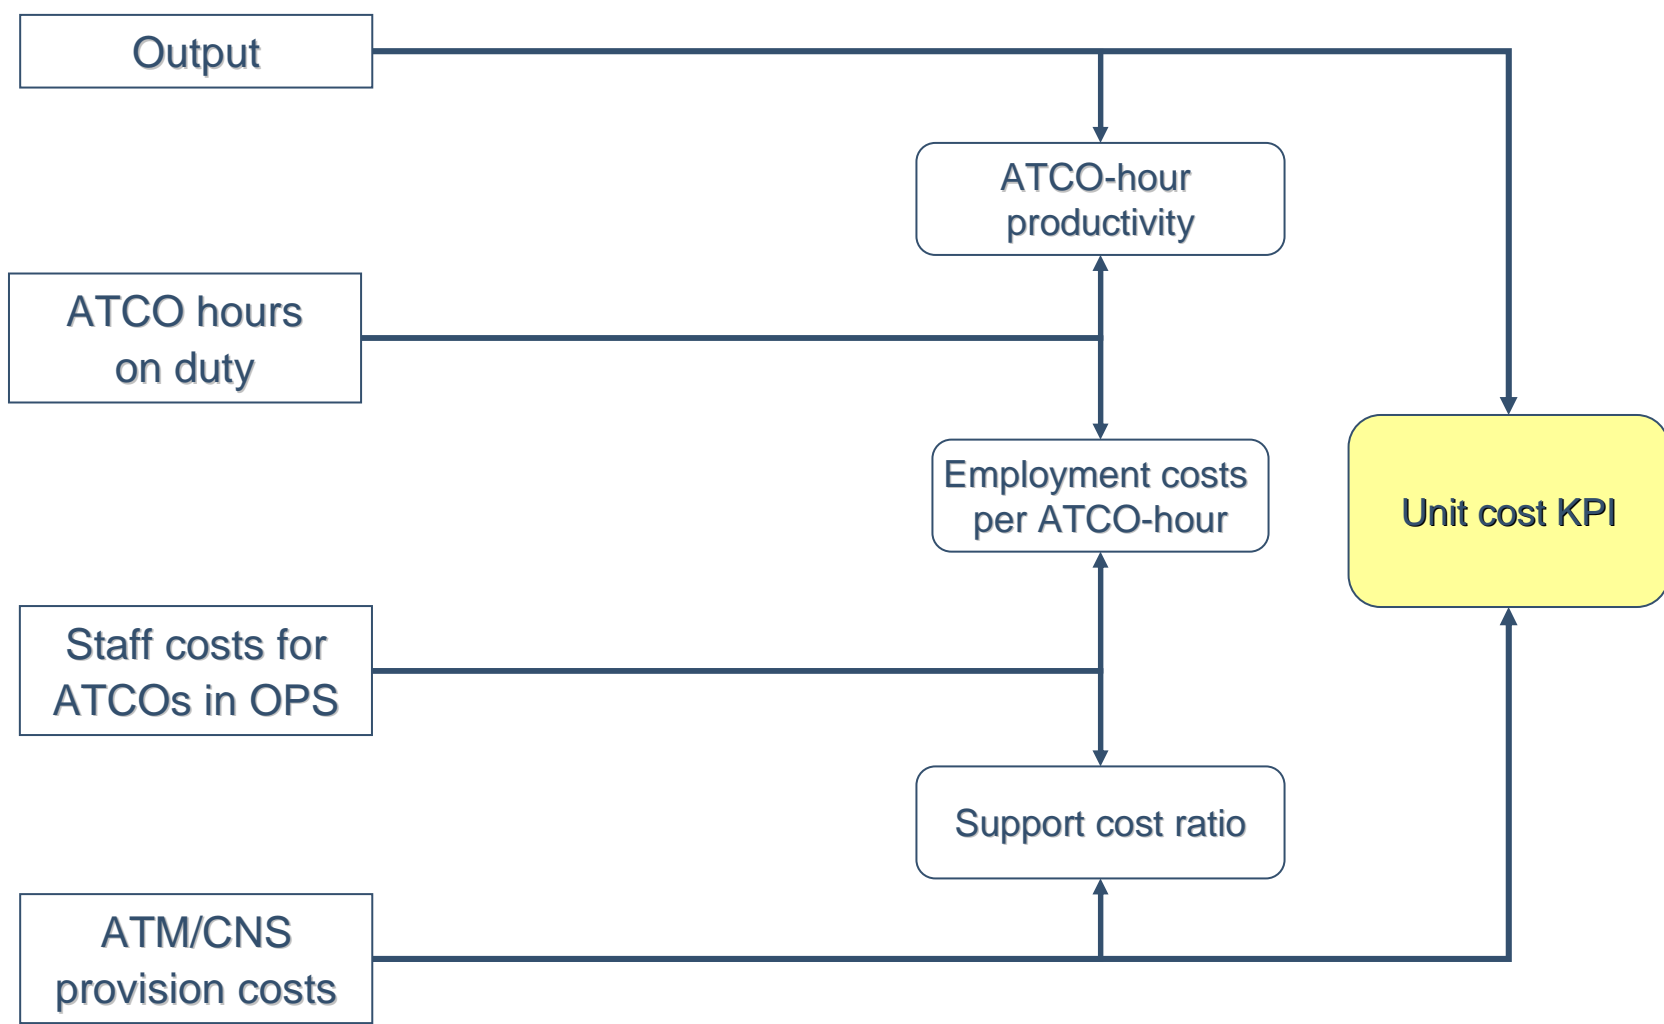 Output
ATCO-hour
productivity
ATCO hours
on duty
Employment costs
per ATCO-hour
Unit cost KPI
Staff costs for
ATCOs in OPS
Support cost ratio
ATM/CNS
provision costs